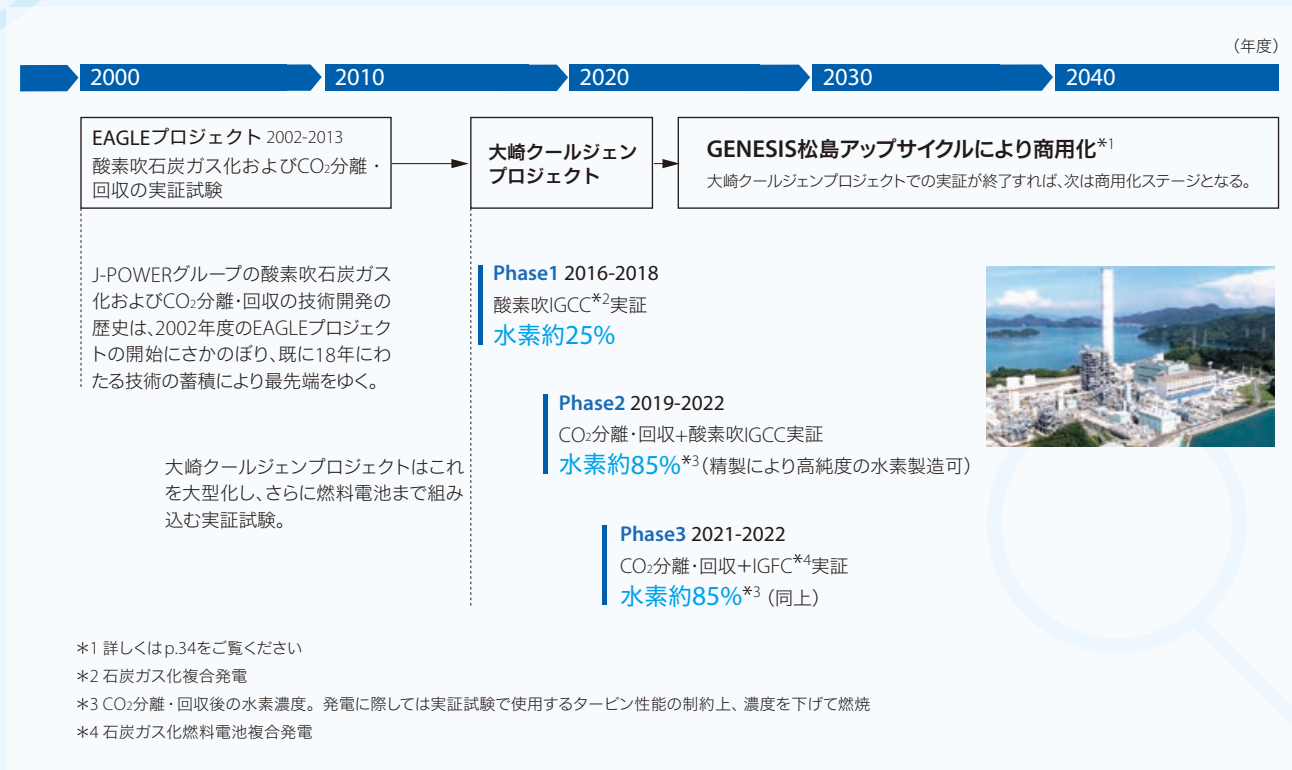 （年度）
2000
2010
2020
2030
2040
EAGLEプロジェクト 2002-2013
酸素吹石炭ガス化およびCO₂分離・
回収の実証試験
大崎クールジェン
プロジェクト
GENESIS松島アップサイクルにより商用化*1
大崎クールジェンプロジェクトでの実証が終了すれば、次は商用化ステージとなる。
J-POWERグループの酸素吹石炭ガス
化およびCO₂分離・回収の技術開発の
歴史は、2002年度のEAGLEプロジェク
トの開始にさかのぼり、既に18年にわ
たる技術の蓄積により最先端をゆく。
大崎クールジェンプロジェクトはこれ
を大型化し、さらに燃料電池まで組み
込む実証試験。
Phase1 2016-2018
酸素吹IGCC*2実証
水素約25%
Phase2 2019-2022
CO₂分離・回収+酸素吹IGCC実証
水素約85%*3（精製により高純度の水素製造可）
Phase3 2021-2022
CO₂分離・回収+IGFC*4実証
水素約85%*3（同上）
*1 詳しくはp.34をご覧ください
*2 石炭ガス化複合発電
*3 CO₂分離・回収後の水素濃度。発電に際しては実証試験で使用するタービン性能の制約上、濃度を下げて燃焼
*4 石炭ガス化燃料電池複合発電